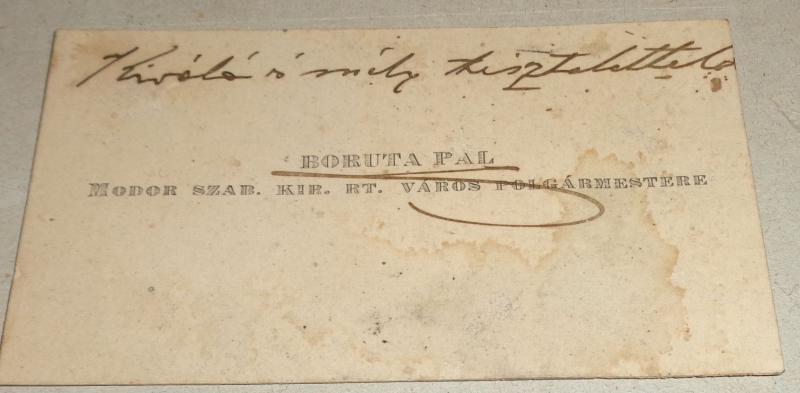 Kiváló s mély tisztelettel
BORUTA PAL
MODOR SZAB. KIR. RT. VÁROS POLGÁRMESTERE